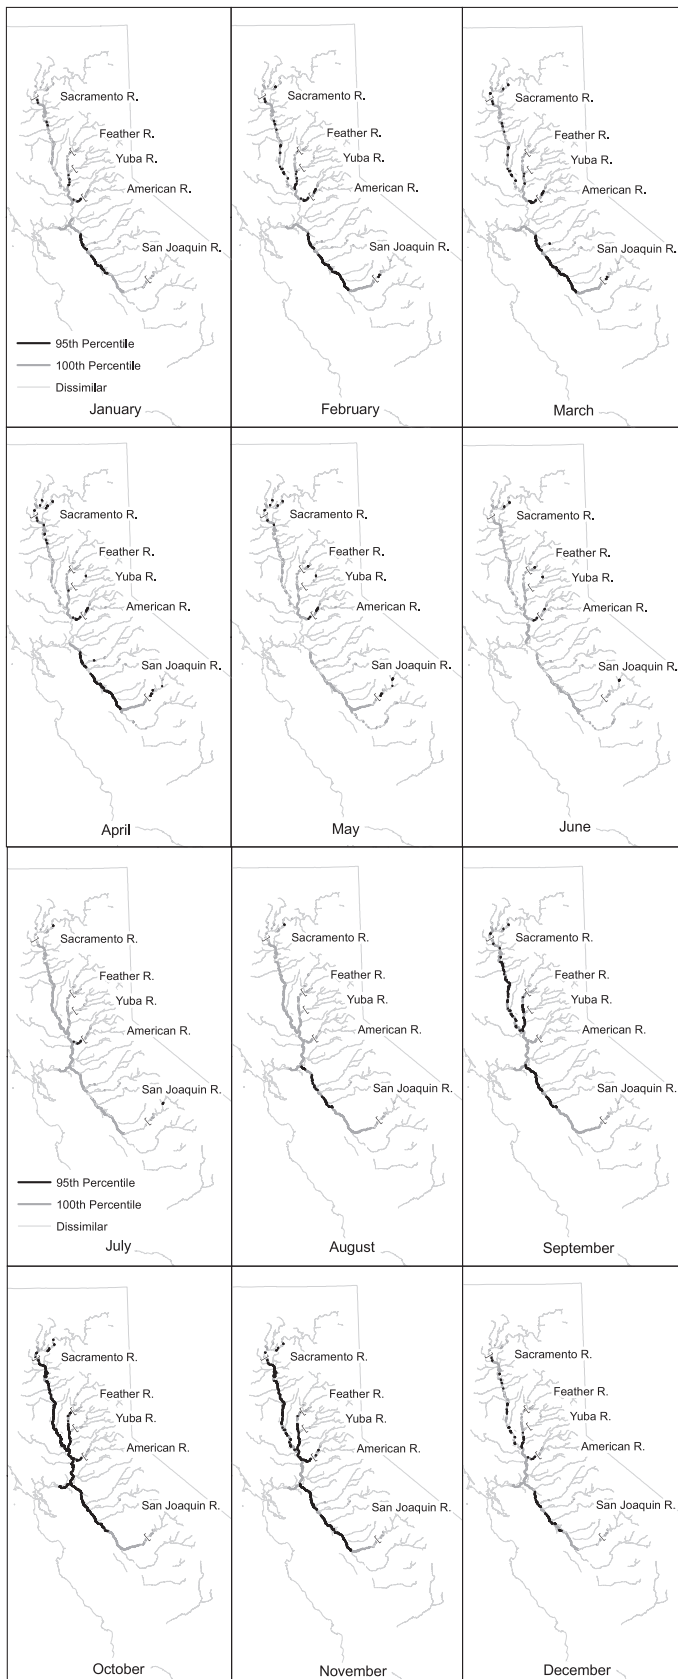 Sacramento R.
Feather R.
Yuba R.
American R.
San Joaquin R.
95th Percentile
100th Percentile
Dissimilar
January
Sacramento R.
Feather R.
Yuba R.
American R.
San Joaquin R.
February
Sacramento R.
Feather R.
Yuba R.
American R.
San Joaquin R.
March
Sacramento R.
Feather R.
Yuba R.
American R.
San Joaquin R.
April
Sacramento R.
Feather R.
Yuba R.
American R.
San Joaquin R.
May
Sacramento R.
Feather R.
Yuba R.
American R.
San Joaquin R.
June
Sacramento R.
Feather R.
Yuba R.
American R.
San Joaquin R.
95th Percentile
100th Percentile
Dissimilar
July
Sacramento R.
Feather R.
Yuba R.
American R.
San Joaquin R.
August
Sacramento R.
Feather R.
Yuba R.
American R.
San Joaquin R.
September
Sacramento R.
Feather R.
Yuba R.
American R.
San Joaquin R.
October
Sacramento R.
Feather R.
Yuba R.
American R.
San Joaquin R.
November
Sacramento R.
Feather R.
Yuba R.
American R.
San Joaquin R.
December